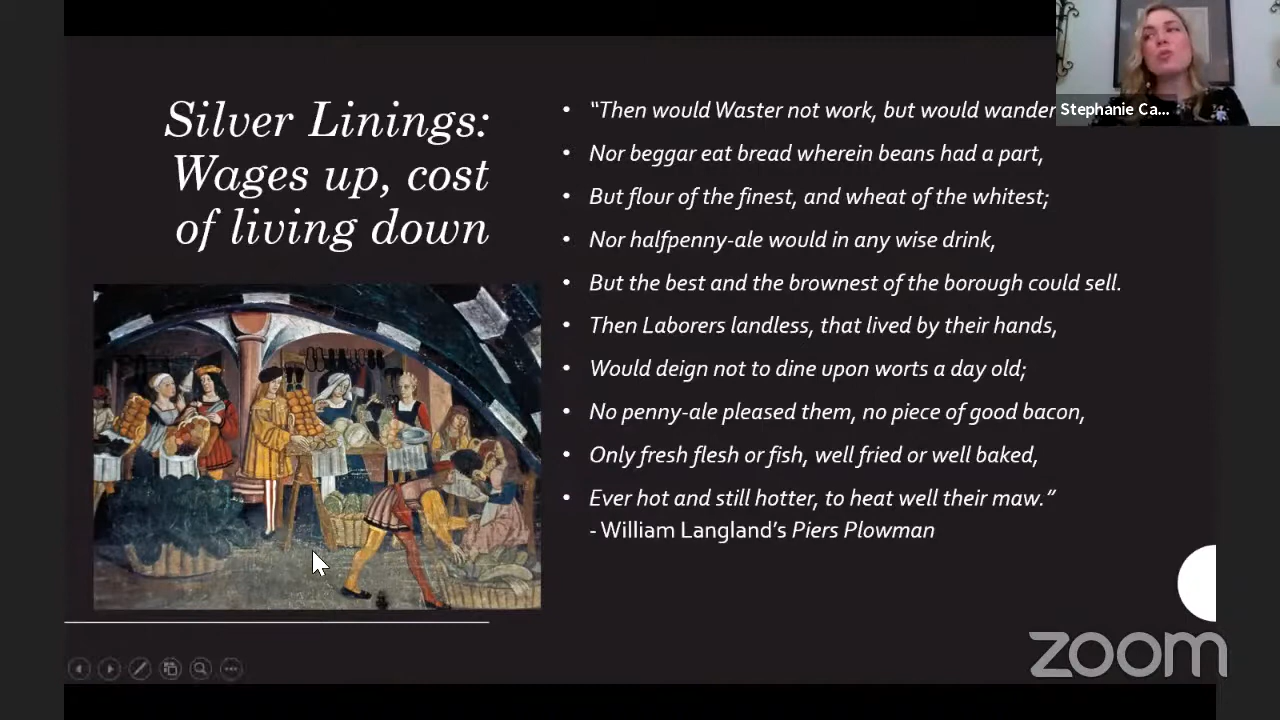 Silver Linings:
Wages up, cost
of living down
• “Then would Waster not work, but would wander
• Nor beggar eat bread wherein beans had a part,
• But flour of the finest, and wheat of the whitest;
• Nor halfpenny-ale would in any wise drink,
• But the best and the brownest of the borough could sell.
• Then Laborers landless, that lived by their hands,
• Would deign not to dine upon worts a day old;
• No penny-ale pleased them, no piece of good bacon,
• Only fresh flesh or fish, well fried or well baked,
• Ever hot and still hotter, to heat well their maw.”
- William Langland’s Piers Plowman
Stephanie Ca...
zoom